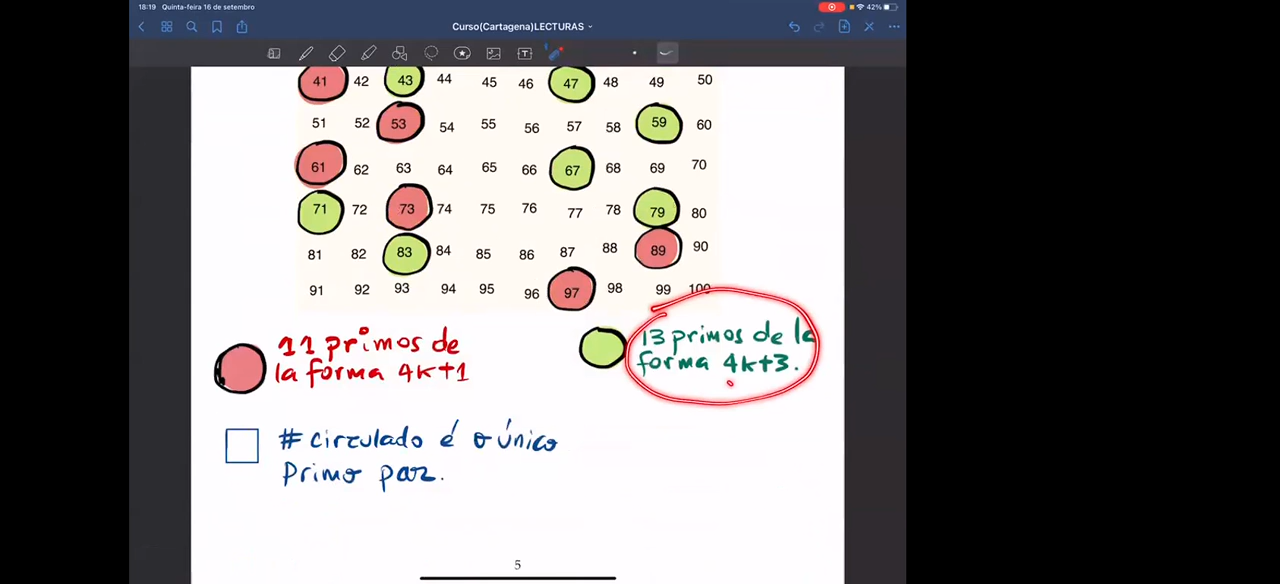 18:19 Quinta-feira 16 de setembro
42%
Curso(Cartagena)LECTURAS
41 42 43 44 45 46 47 48 49 50
51 52 53 54 55 56 57 58 59 60
61 62 63 64 65 66 67 68 69 70
71 72 73 74 75 76 77 78 79 80
81 82 83 84 85 86 87 88 89 90
91 92 93 94 95 96 97 98 99 100
11 primos de
la forma 4k+1
13 primos de la
forma 4k+3.
# circulado é o único
Primo par.
5